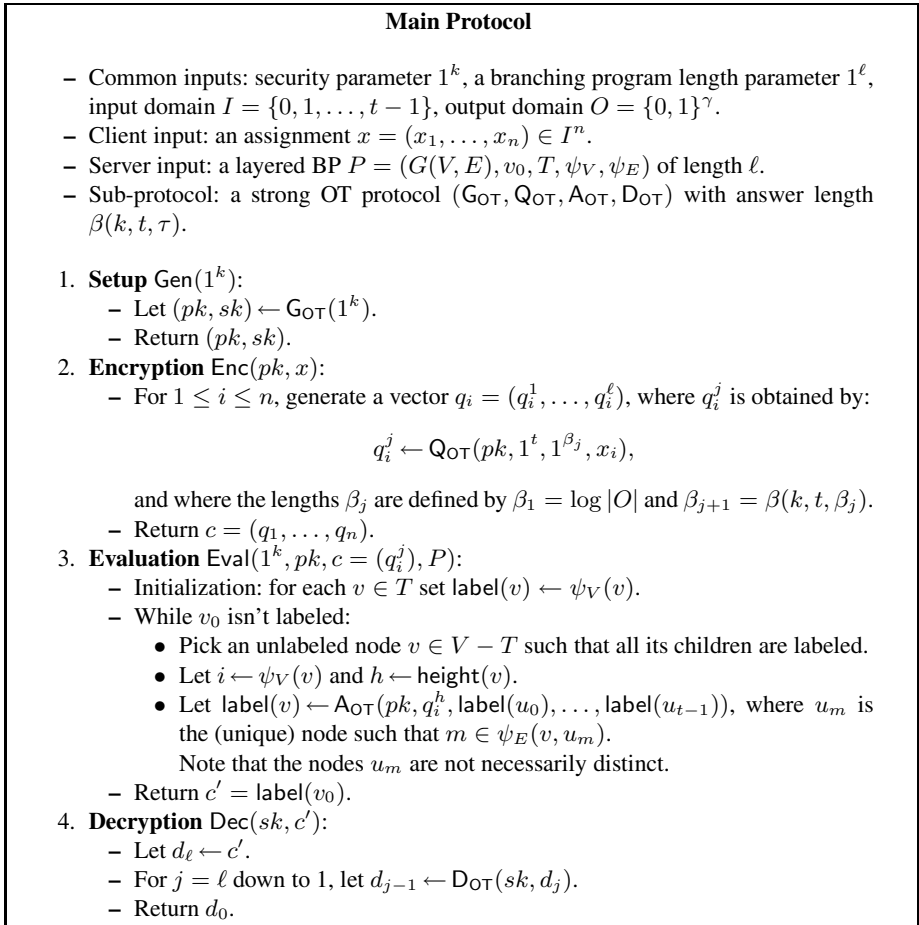 Main Protocol
– Common inputs: security parameter 1^k, a branching program length parameter 1^ℓ,
input domain I = {0, 1, . . . , t − 1}, output domain O = {0, 1}^γ.
– Client input: an assignment x = (x_1, . . . , x_n) ∈ I^n.
– Server input: a layered BP P = (G(V, E), v_0, T, ψ_V, ψ_E) of length ℓ.
– Sub-protocol: a strong OT protocol (G_OT, Q_OT, A_OT, D_OT) with answer length
β(k, t, τ).
1. Setup Gen(1^k):
– Let (pk, sk) ← G_OT(1^k).
– Return (pk, sk).
2. Encryption Enc(pk, x):
– For 1 ≤ i ≤ n, generate a vector q_i = (q_i^1, . . . , q_i^ℓ), where q_i^j is obtained by:
q_i^j ← Q_OT(pk, 1^t, 1^{β_j}, x_i),
and where the lengths β_j are defined by β_1 = log |O| and β_{j+1} = β(k, t, β_j).
– Return c = (q_1, . . . , q_n).
3. Evaluation Eval(1^k, pk, c = (q_i^j), P):
– Initialization: for each v ∈ T set label(v) ← ψ_V(v).
– While v_0 isn't labeled:
• Pick an unlabeled node v ∈ V − T such that all its children are labeled.
• Let i ← ψ_V(v) and h ← height(v).
• Let label(v) ← A_OT(pk, q_i^h, label(u_0), . . . , label(u_{t−1})), where u_m is
the (unique) node such that m ∈ ψ_E(v, u_m).
Note that the nodes u_m are not necessarily distinct.
– Return c′ = label(v_0).
4. Decryption Dec(sk, c′):
– Let d_ℓ ← c′.
– For j = ℓ down to 1, let d_{j−1} ← D_OT(sk, d_j).
– Return d_0.